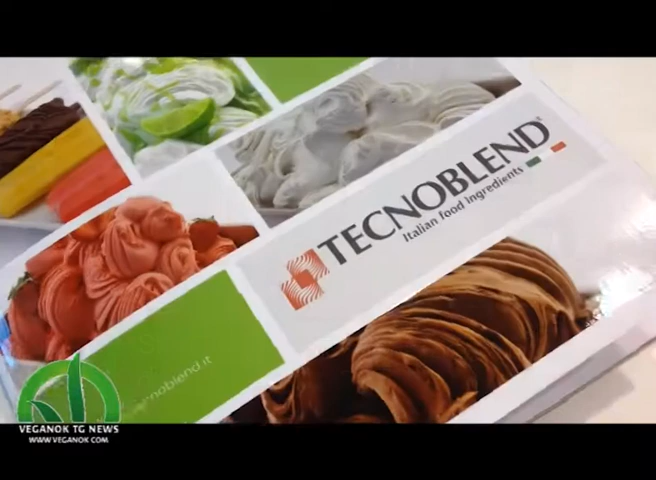 TECNOBLEND
Italian food ingredients
tecnoblend.it
VEGANOK TG NEWS
WWW.VEGANOK.COM